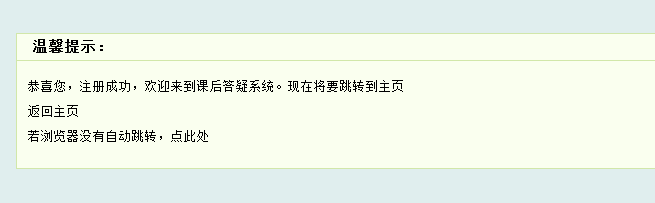 温馨提示：
恭喜您，注册成功，欢迎来到课后答疑系统。现在将要跳转到主页
返回主页
若浏览器没有自动跳转，点此处